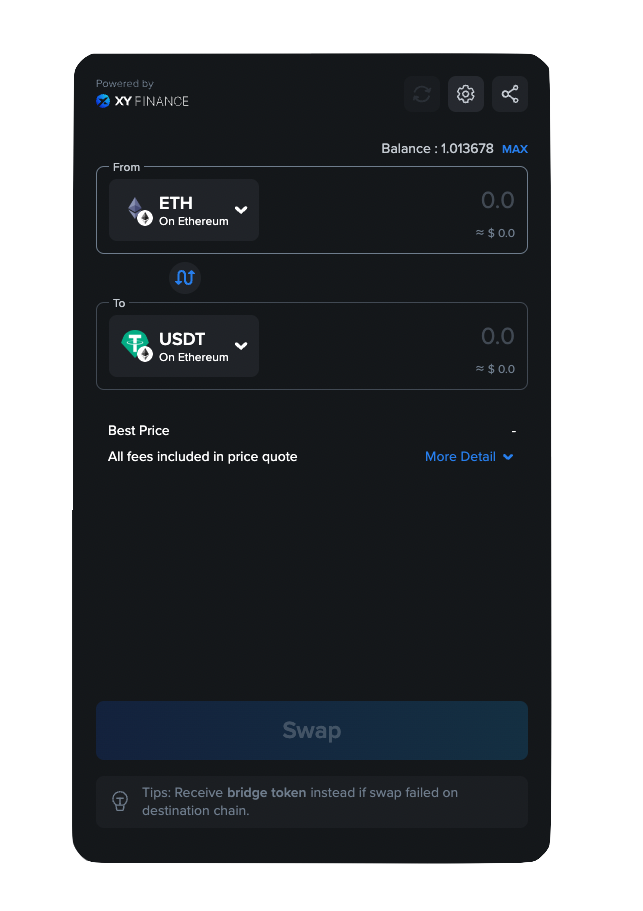 Powered by
XY FINANCE
Balance : 1.013678 MAX
From
ETH
On Ethereum
0.0
≈ $ 0.0
To
USDT
On Ethereum
0.0
≈ $ 0.0
Best Price -
All fees included in price quote More Detail
Swap
Tips: Receive bridge token instead if swap failed on
destination chain.